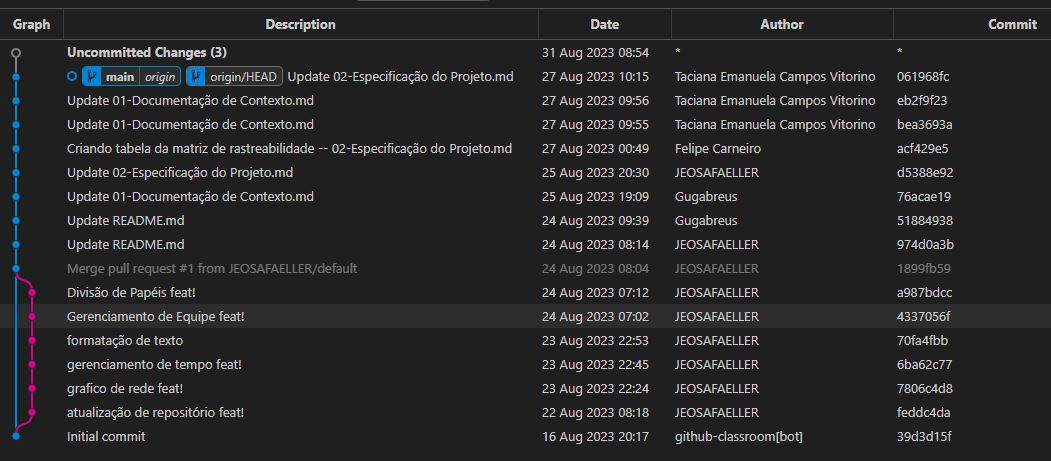 Graph Description Date Author Commit
Uncommitted Changes (3) 31 Aug 2023 08:54 * *
main origin origin/HEAD Update 02-Especificação do Projeto.md 27 Aug 2023 10:15 Taciana Emanuela Campos Vitorino 061968fc
Update 01-Documentação de Contexto.md 27 Aug 2023 09:56 Taciana Emanuela Campos Vitorino eb2f9f23
Update 01-Documentação de Contexto.md 27 Aug 2023 09:55 Taciana Emanuela Campos Vitorino bea3693a
Criando tabela da matriz de rastreabilidade -- 02-Especificação do Projeto.md 27 Aug 2023 00:49 Felipe Carneiro acf429e5
Update 02-Especificação do Projeto.md 25 Aug 2023 20:30 JEOSAFAELLER d5388e92
Update 01-Documentação de Contexto.md 25 Aug 2023 19:09 Gugabreus 76acae19
Update README.md 24 Aug 2023 09:39 Gugabreus 51884938
Update README.md 24 Aug 2023 08:14 JEOSAFAELLER 974d0a3b
Merge pull request #1 from JEOSAFAELLER/default 24 Aug 2023 08:04 JEOSAFAELLER 1899fb59
Divisão de Papéis feat! 24 Aug 2023 07:12 JEOSAFAELLER a987bdcc
Gerenciamento de Equipe feat! 24 Aug 2023 07:02 JEOSAFAELLER 4337056f
formatação de texto 23 Aug 2023 22:53 JEOSAFAELLER 70fa4fbb
gerenciamento de tempo feat! 23 Aug 2023 22:45 JEOSAFAELLER 6ba62c77
grafico de rede feat! 23 Aug 2023 22:24 JEOSAFAELLER 7806c4d8
atualização de repositório feat! 22 Aug 2023 08:18 JEOSAFAELLER feddc4da
Initial commit 16 Aug 2023 20:17 github-classroom[bot] 39d3d15f